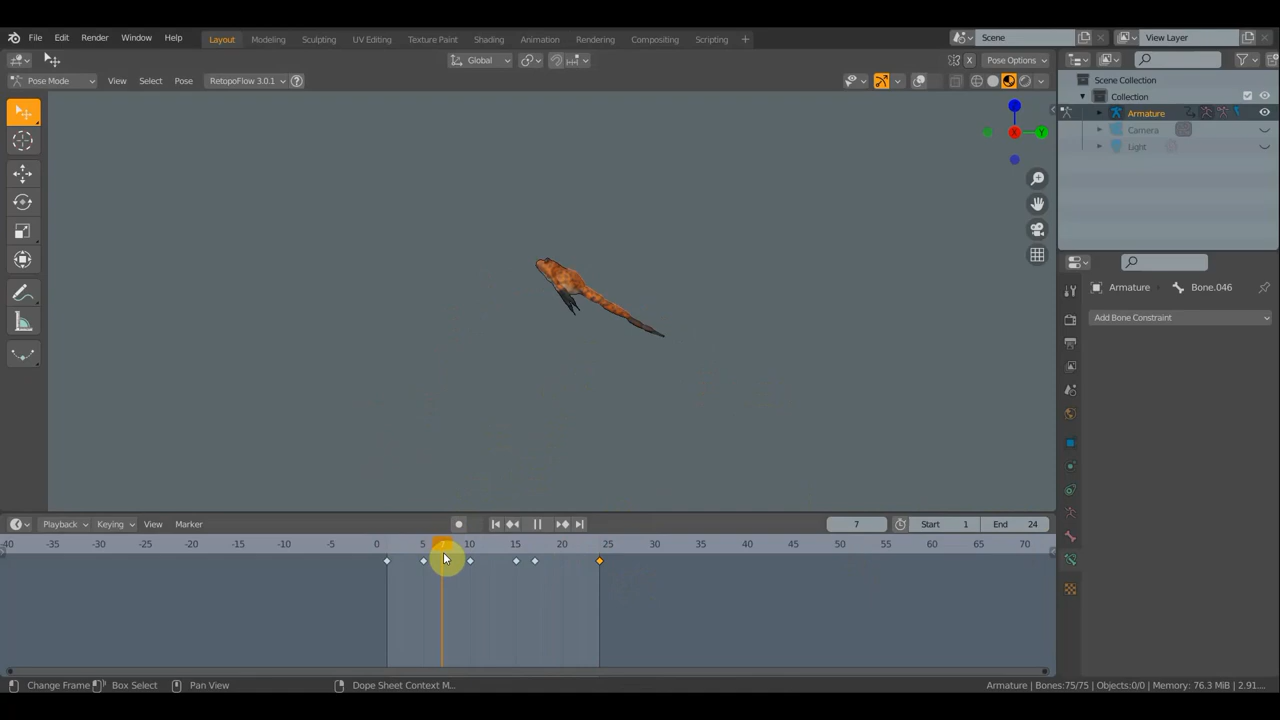 File Edit Render Window Help Layout Modeling Sculpting UV Editing Texture Paint Shading Animation Rendering Compositing Scripting + Scene View Layer
Global Pose Options
Pose Mode View Select Pose RetopoFlow 3.0.1
Scene Collection
Collection
Armature
Camera
Light
Y
X
Armature Bone.046
Add Bone Constraint
Playback Keying View Marker 7 Start 1 End 24
-40 -35 -30 -25 -20 -15 -10 -5 0 5 7 10 15 20 25 30 35 40 45 50 55 60 65 70
Change Frame Box Select Pan View Dope Sheet Context M... Armature | Bones:75/75 | Objects:0/0 | Memory: 76.3 MiB | 2.91...